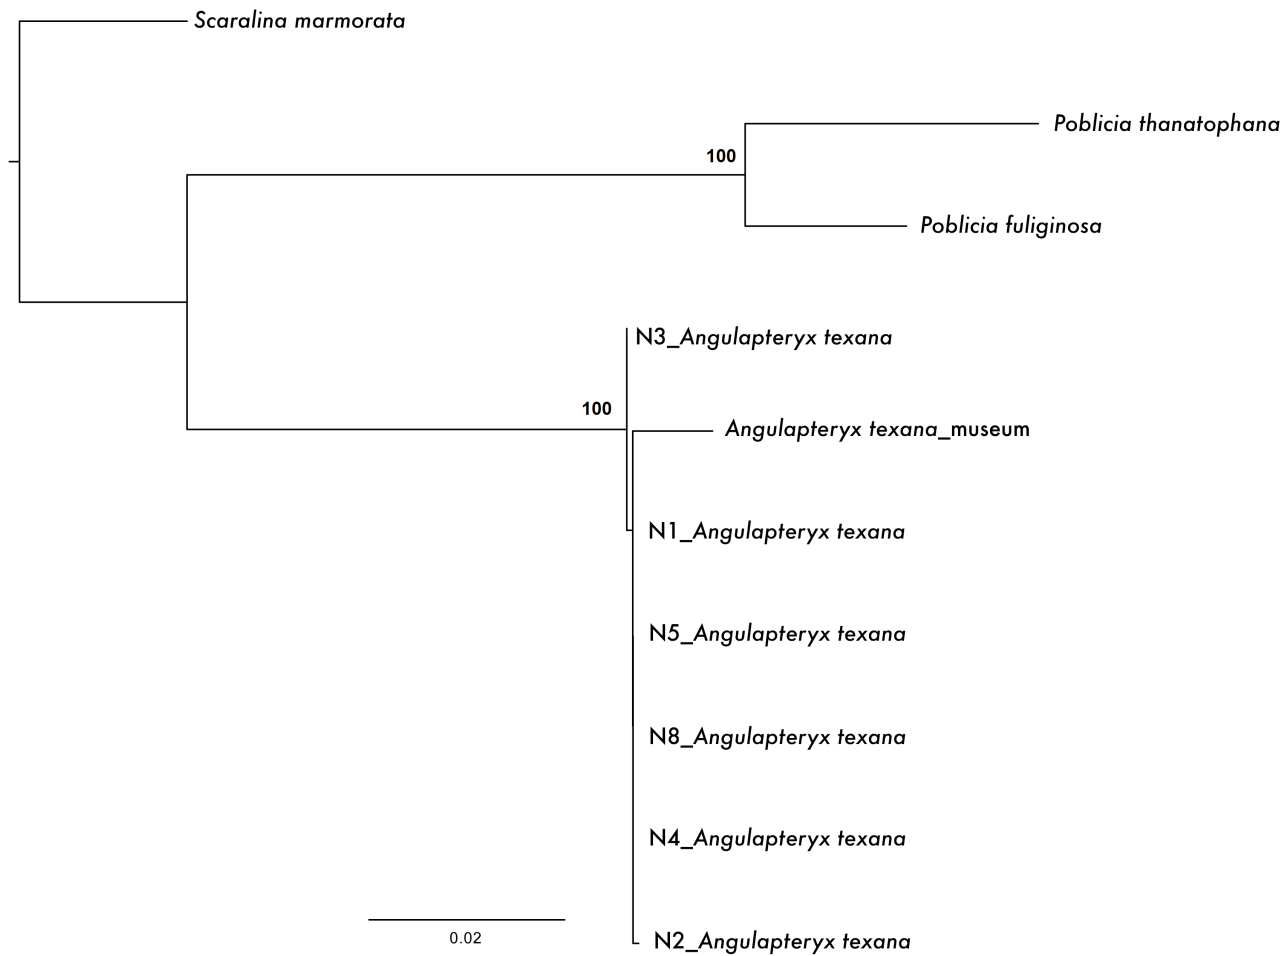 Scaralina marmorata
Poblicia thanatophana
100
Poblicia fuliginosa
N3_Angulapteryx texana
100
Angulapteryx texana_museum
N1_Angulapteryx texana
N5_Angulapteryx texana
N8_Angulapteryx texana
N4_Angulapteryx texana
0.02
N2_Angulapteryx texana